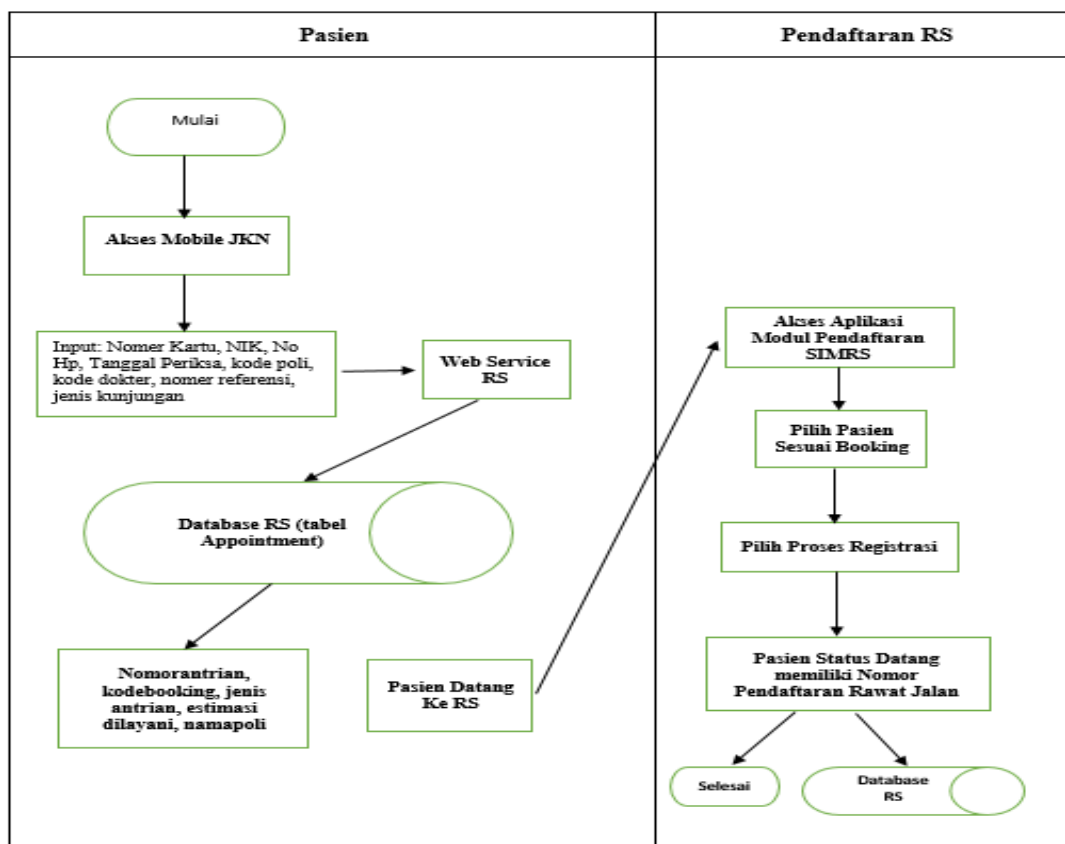 Pasien
Pendaftaran RS
Mulai
Akses Mobile JKN
Input: Nomer Kartu, NIK, No
Hp, Tanggal Periksa, kode poli,
kode dokter, nomer referensi,
jenis kunjungan
Web Service
RS
Database RS (tabel
Appointment)
Nomorantrian,
kodebooking, jenis
antrian, estimasi
dilayani, namapoli
Pasien Datang
Ke RS
Akses Aplikasi
Modul Pendaftaran
SIMRS
Pilih Pasien
Sesuai Booking
Pilih Proses Registrasi
Pasien Status Datang
memiliki Nomor
Pendaftaran Rawat Jalan
Selesai
Database
RS